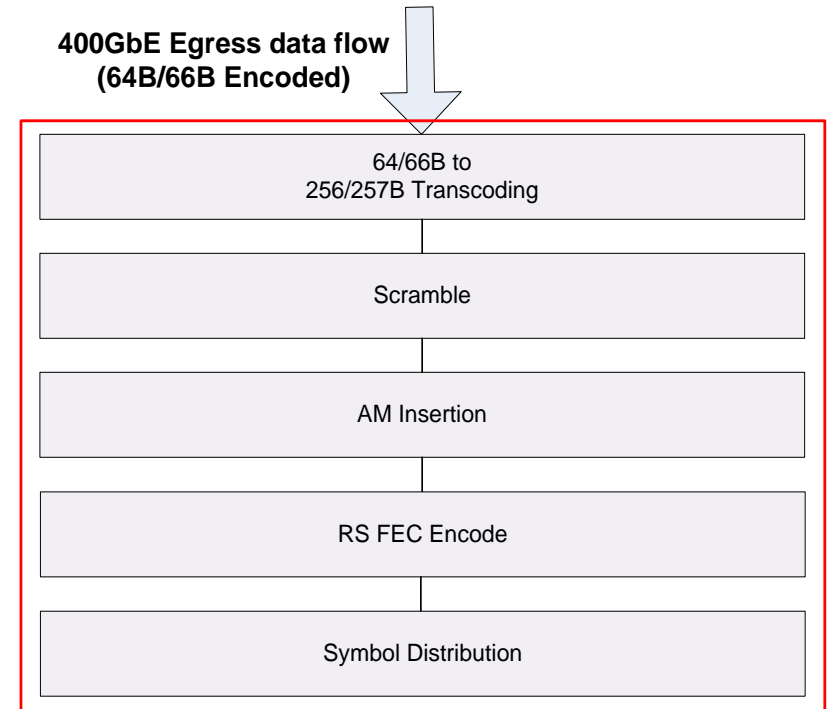 400GbE Egress data flow
(64B/66B Encoded)
64/66B to
256/257B Transcoding
Scramble
AM Insertion
RS FEC Encode
Symbol Distribution